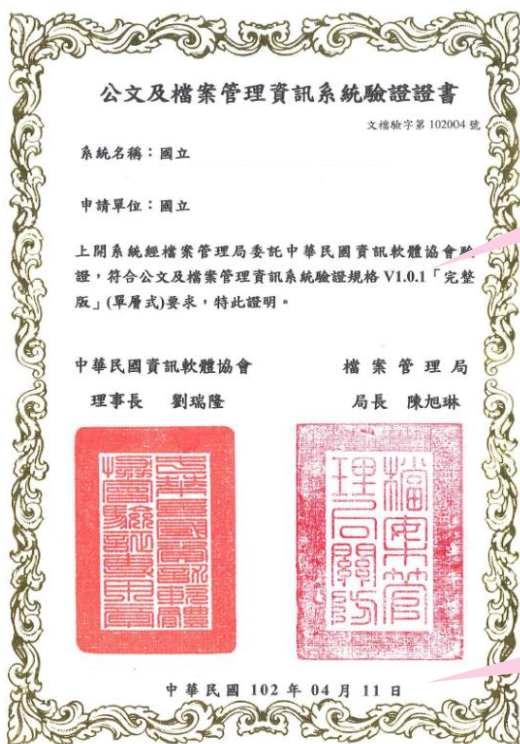 公文及檔案管理資訊系統驗證證書
文檔驗字第 102004 號
系統名稱：國立
申請單位：國立
上開系統經檔案管理局委託中華民國資訊軟體協會驗
證，符合公文及檔案管理資訊系統驗證規格 V1.0.1「完整
版」(單層式)要求，特此證明。
中華民國資訊軟體協會 檔案管理局
理事長 劉瑞隆 局長 陳旭琳
檔案管理局關防
中華民國 102 年 04 月 11 日